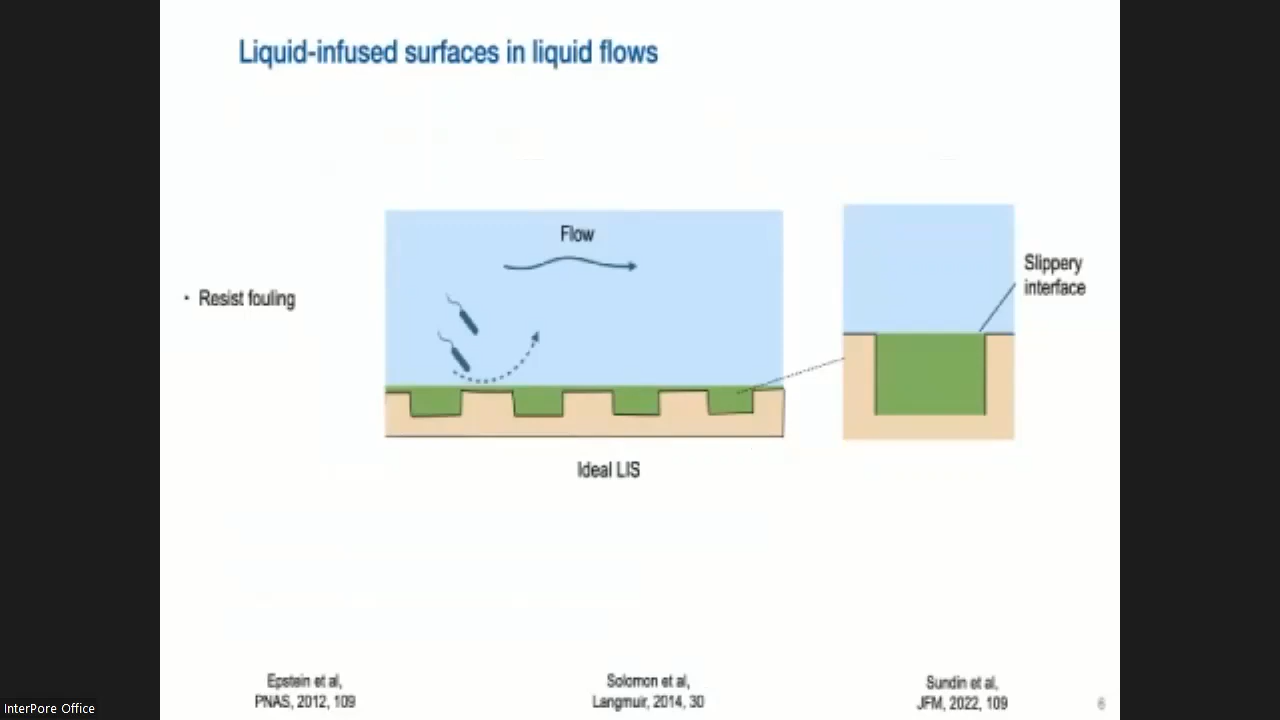 Liquid-infused surfaces in liquid flows
Flow
Slippery
interface
• Resist fouling
Ideal LIS
Epstein et al,
PNAS, 2012, 109
Solomon et al,
Langmuir, 2014, 30
Sundin et al,
JFM, 2022, 109
6
InterPore Office